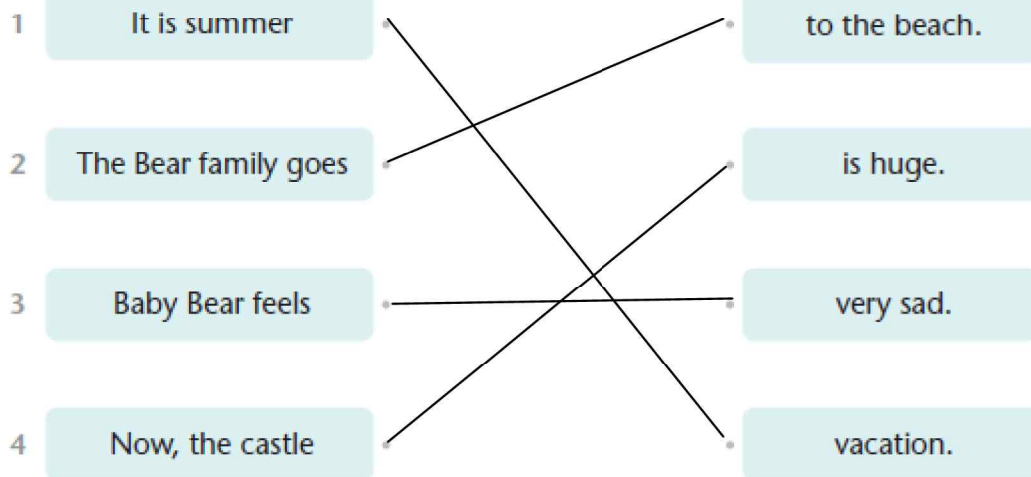 1 It is summer to the beach.
2 The Bear family goes is huge.
3 Baby Bear feels very sad.
4 Now, the castle vacation.